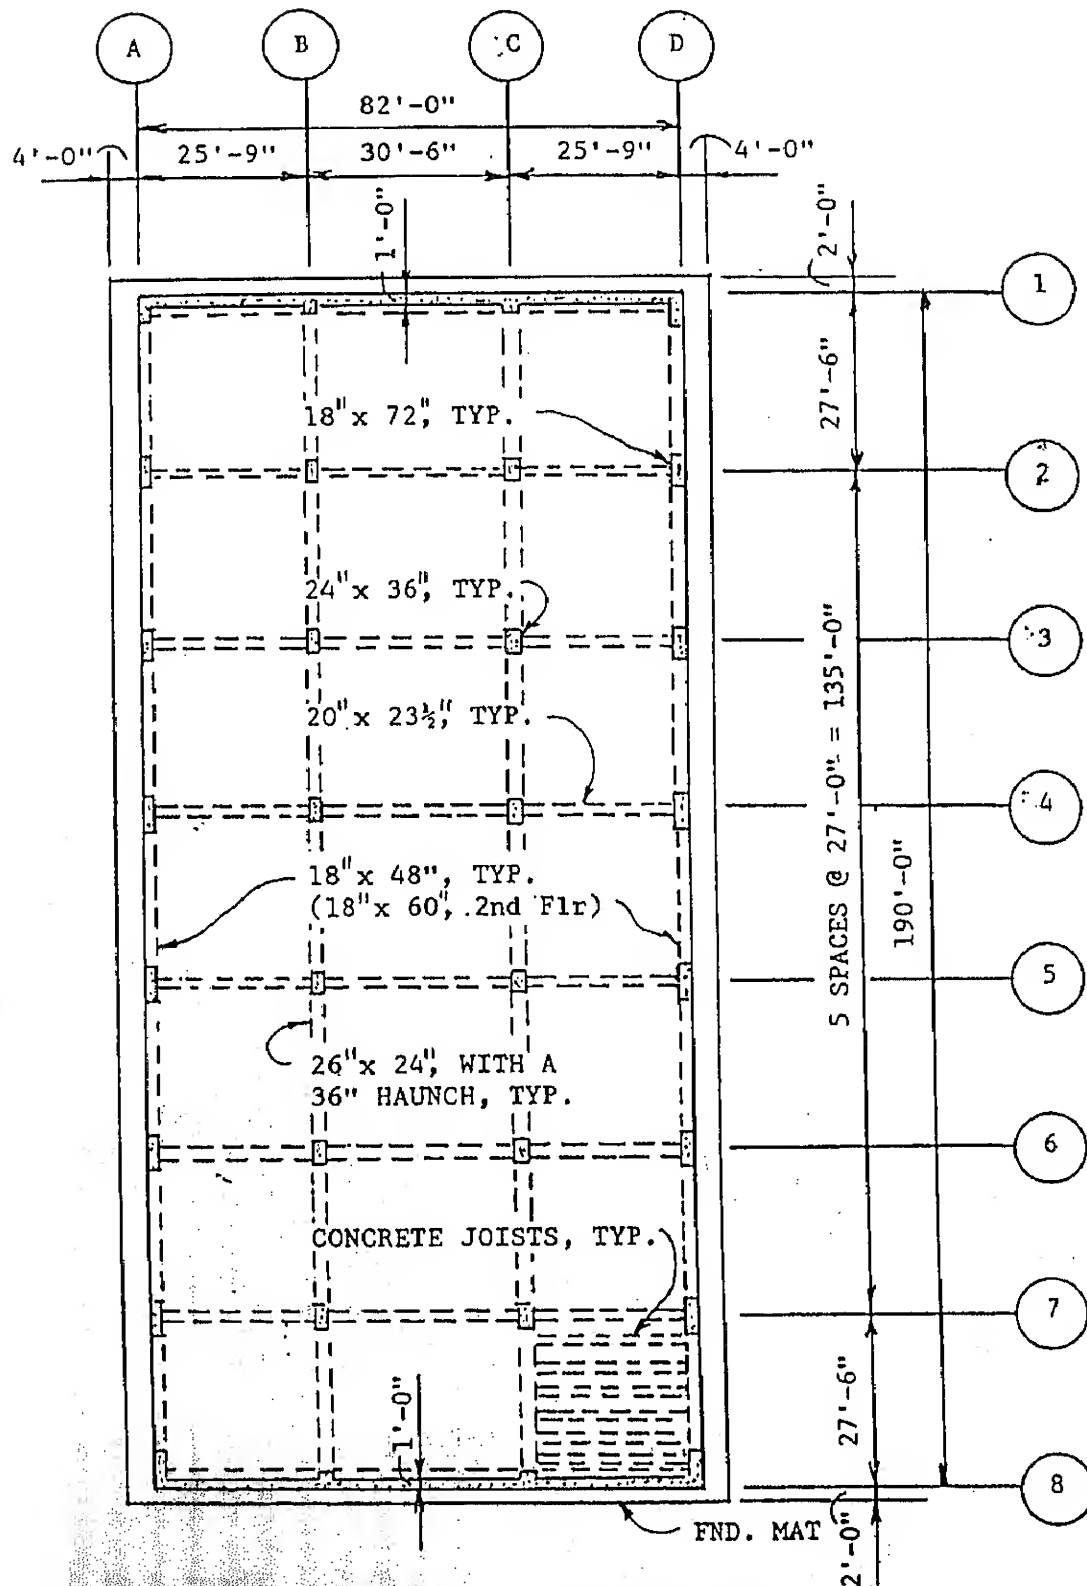 A B C D
82'-0"
4'-0" 25'-9" 30'-6" 25'-9" 4'-0"
1'-0"
2'-0"
1
27'-6"
18"x 72", TYP.
2
24"x 36", TYP.
3
20"x 23½", TYP.
4
5 SPACES @ 27'-0" = 135'-0"
190'-0"
18"x 48", TYP.
(18"x 60", 2nd Flr)
5
26"x 24", WITH A
36" HAUNCH, TYP.
6
CONCRETE JOISTS, TYP.
7
27'-6"
1'-0"
8
FND. MAT
2'-0"